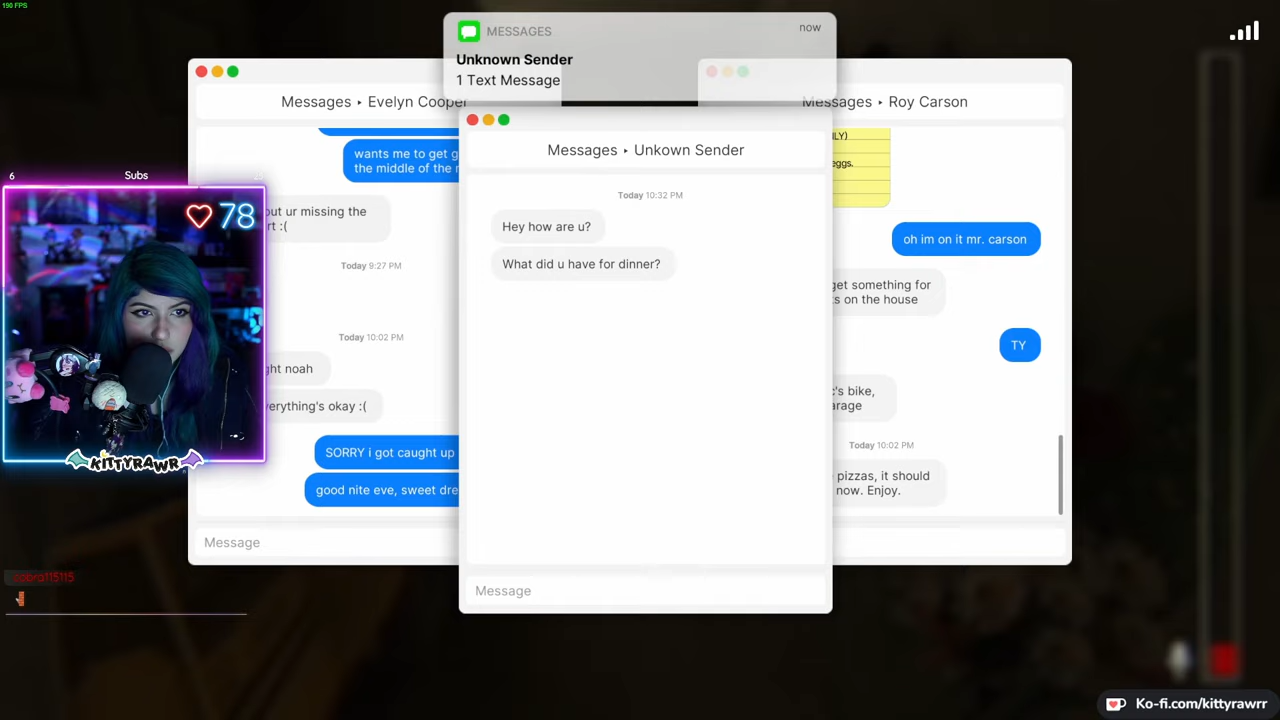 190 FPS
MESSAGES
now
Unknown Sender
1 Text Message
Messages ‣ Evelyn Cooper
wants me to get g
the middle of the
but ur missing the
rt :(
Today 9:27 PM
Today 10:02 PM
ght noah
verything's okay :(
SORRY i got caught up
good nite eve, sweet dre
Message
Messages ‣ Unkown Sender
Today 10:32 PM
Hey how are u?
What did u have for dinner?
Message
Messages ‣ Roy Carson
LY)
eggs.
oh im on it mr. carson
get something for
s on the house
TY
c's bike,
arage
Today 10:02 PM
pizzas, it should
now. Enjoy.
6
Subs
78
KITTYRAWR
cobra115115
Ko-fi.com/kittyrawrr